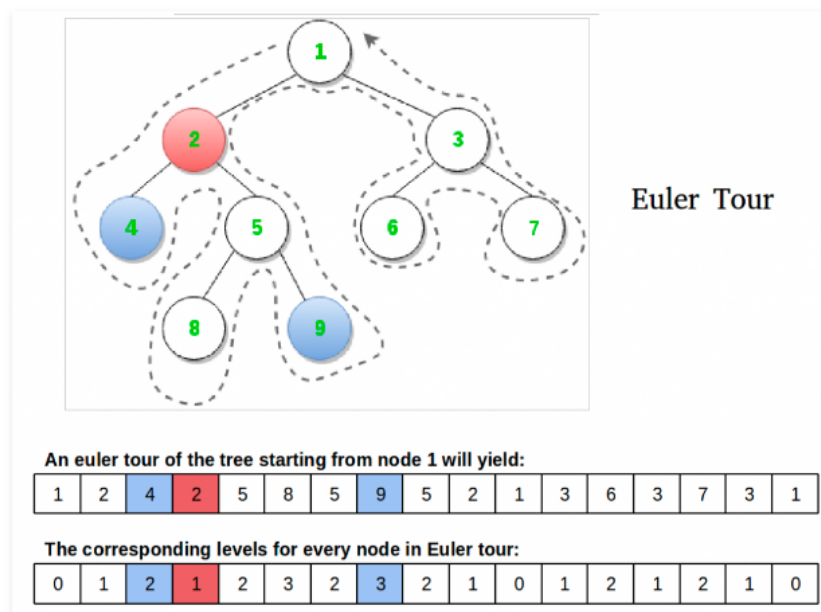 1
2
3
Euler Tour
4
5
6
7
8
9
An euler tour of the tree starting from node 1 will yield:
1 2 4 2 5 8 5 9 5 2 1 3 6 3 7 3 1
The corresponding levels for every node in Euler tour:
0 1 2 1 2 3 2 3 2 1 0 1 2 1 2 1 0